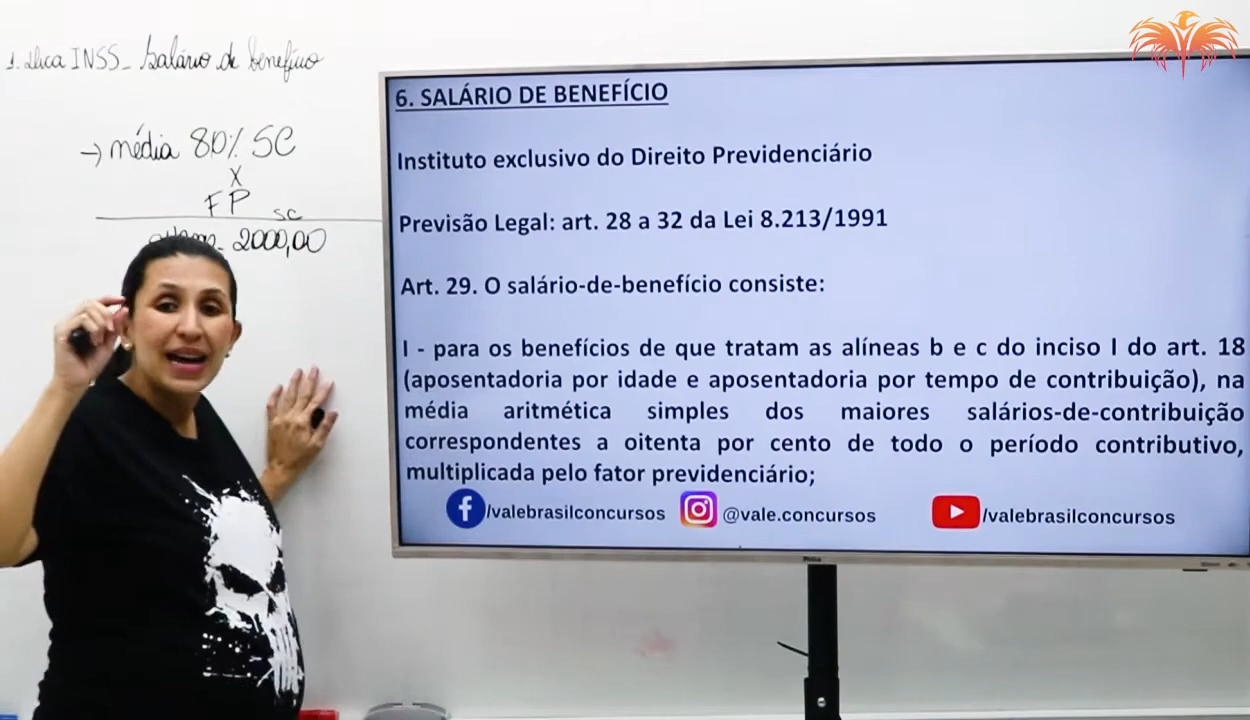 INSS - Salário de benefício
→ média 80% SC
X
FP
SC
2000,00
6. SALÁRIO DE BENEFÍCIO
Instituto exclusivo do Direito Previdenciário
Previsão Legal: art. 28 a 32 da Lei 8.213/1991
Art. 29. O salário-de-benefício consiste:
I - para os benefícios de que tratam as alíneas b e c do inciso I do art. 18
(aposentadoria por idade e aposentadoria por tempo de contribuição), na
média aritmética simples dos maiores salários-de-contribuição
correspondentes a oitenta por cento de todo o período contributivo,
multiplicada pelo fator previdenciário;
/valebrasilconcursos @vale.concursos /valebrasilconcursos